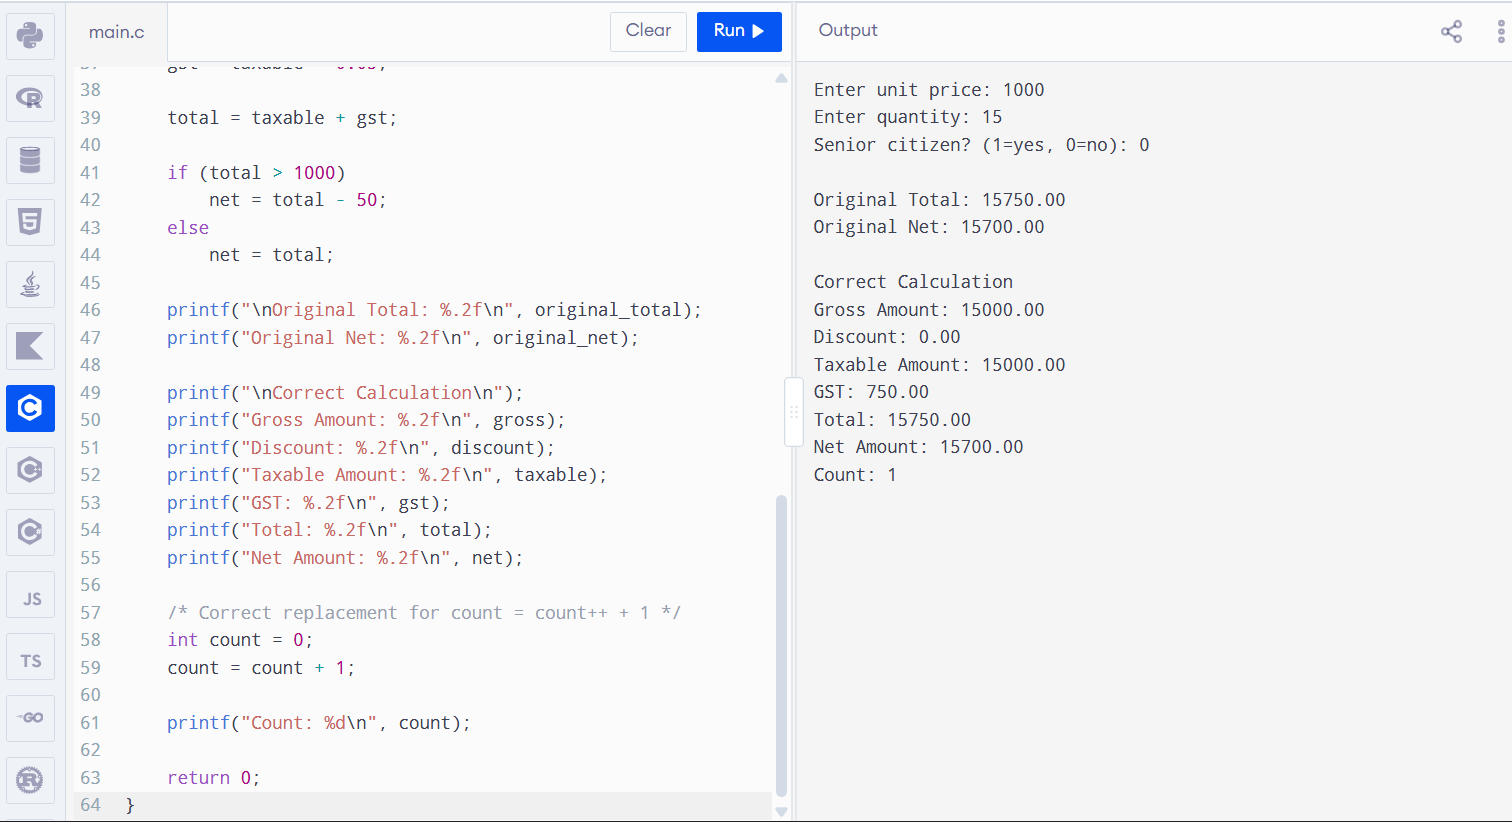 main.c
Clear
Run
Output
38
39 total = taxable + gst;
40
41 if (total > 1000)
42 net = total - 50;
43 else
44 net = total;
45
46 printf("\nOriginal Total: %.2f\n", original_total);
47 printf("Original Net: %.2f\n", original_net);
48
49 printf("\nCorrect Calculation\n");
50 printf("Gross Amount: %.2f\n", gross);
51 printf("Discount: %.2f\n", discount);
52 printf("Taxable Amount: %.2f\n", taxable);
53 printf("GST: %.2f\n", gst);
54 printf("Total: %.2f\n", total);
55 printf("Net Amount: %.2f\n", net);
56
57 /* Correct replacement for count = count++ + 1 */
58 int count = 0;
59 count = count + 1;
60
61 printf("Count: %d\n", count);
62
63 return 0;
64 }
Enter unit price: 1000
Enter quantity: 15
Senior citizen? (1=yes, 0=no): 0
Original Total: 15750.00
Original Net: 15700.00
Correct Calculation
Gross Amount: 15000.00
Discount: 0.00
Taxable Amount: 15000.00
GST: 750.00
Total: 15750.00
Net Amount: 15700.00
Count: 1
R
5
C
C
C
JS
TS
GO
R